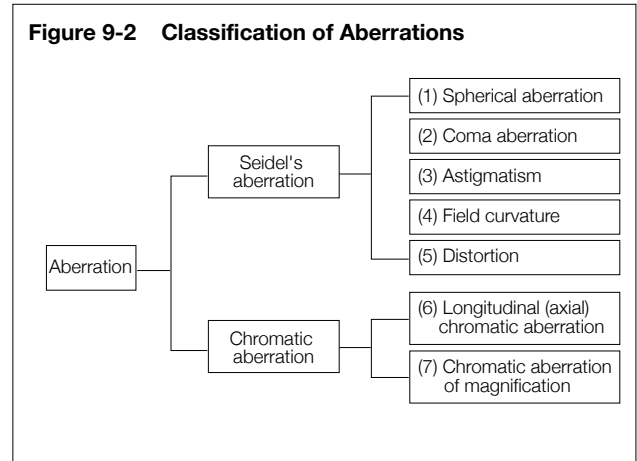 Figure 9-2 Classification of Aberrations
Aberration
Seidel's
aberration
(1) Spherical aberration
(2) Coma aberration
(3) Astigmatism
(4) Field curvature
(5) Distortion
Chromatic
aberration
(6) Longitudinal (axial)
chromatic aberration
(7) Chromatic aberration
of magnification